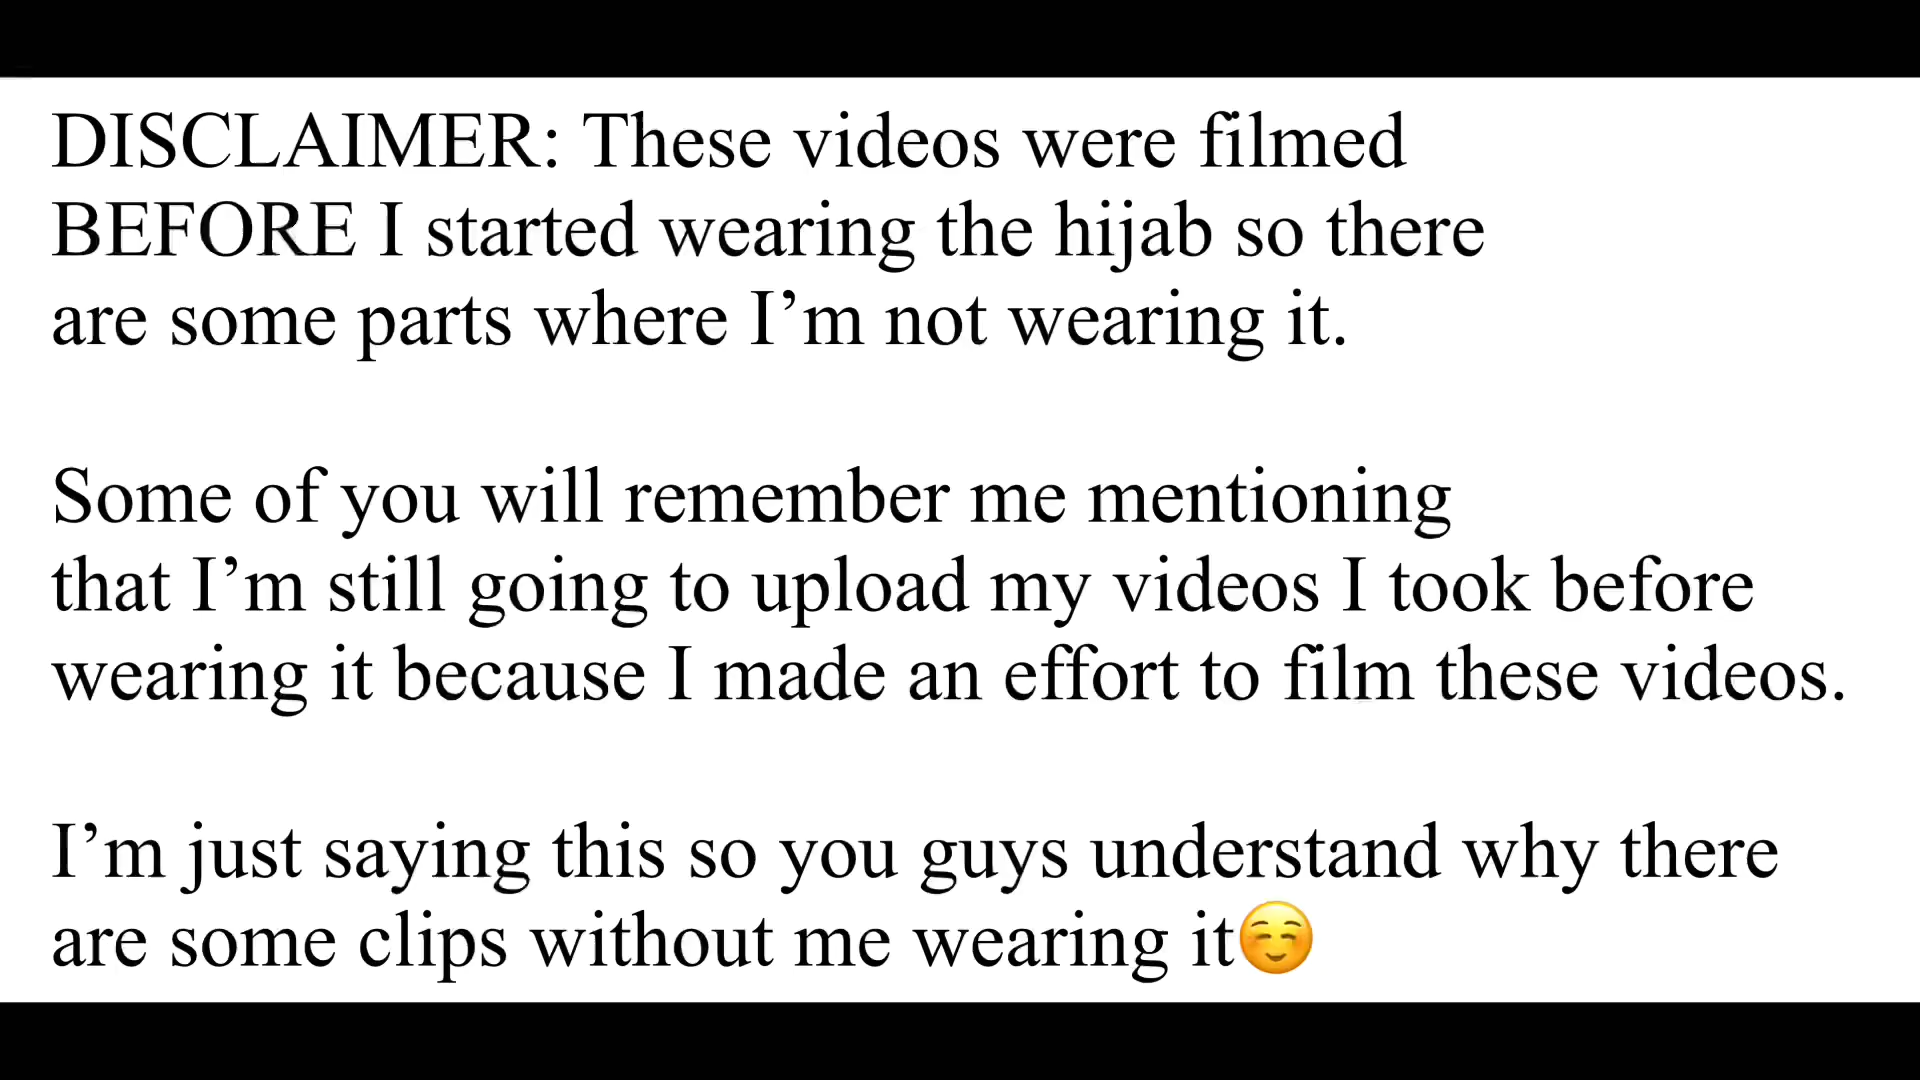 DISCLAIMER: These videos were filmed
BEFORE I started wearing the hijab so there
are some parts where I’m not wearing it.
Some of you will remember me mentioning
that I’m still going to upload my videos I took before
wearing it because I made an effort to film these videos.
I’m just saying this so you guys understand why there
are some clips without me wearing it☺️